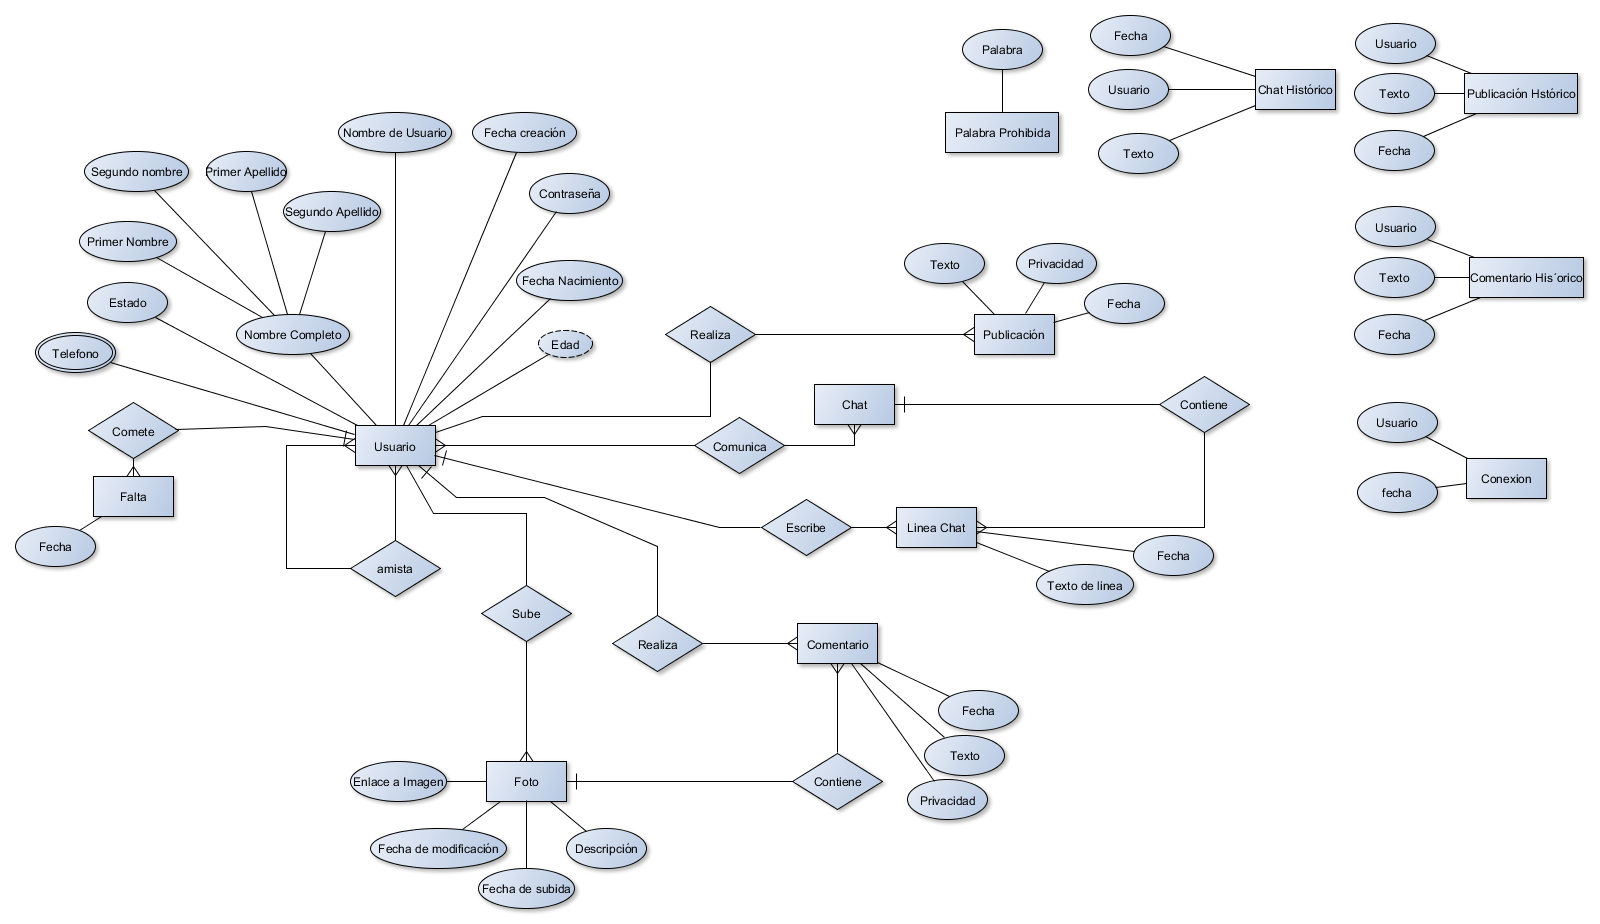 Fecha
Usuario
Texto
Chat Histórico
Palabra
Palabra Prohibida
Usuario
Texto
Fecha
Publicación Hstórico
Nombre de Usuario
Fecha creación
Segundo nombre
Primer Apellido
Segundo Apellido
Contraseña
Primer Nombre
Estado
Nombre Completo
Telefono
Fecha Nacimiento
Edad
Texto
Privacidad
Fecha
Publicación
Realiza
Usuario
Texto
Fecha
Comentario His´orico
Comete
Falta
Fecha
Usuario
amista
Comunica
Chat
Contiene
Escribe
Linea Chat
Fecha
Texto de linea
Usuario
fecha
Conexion
Sube
Realiza
Comentario
Fecha
Texto
Privacidad
Contiene
Enlace a Imagen
Foto
Fecha de modificación
Descripción
Fecha de subida